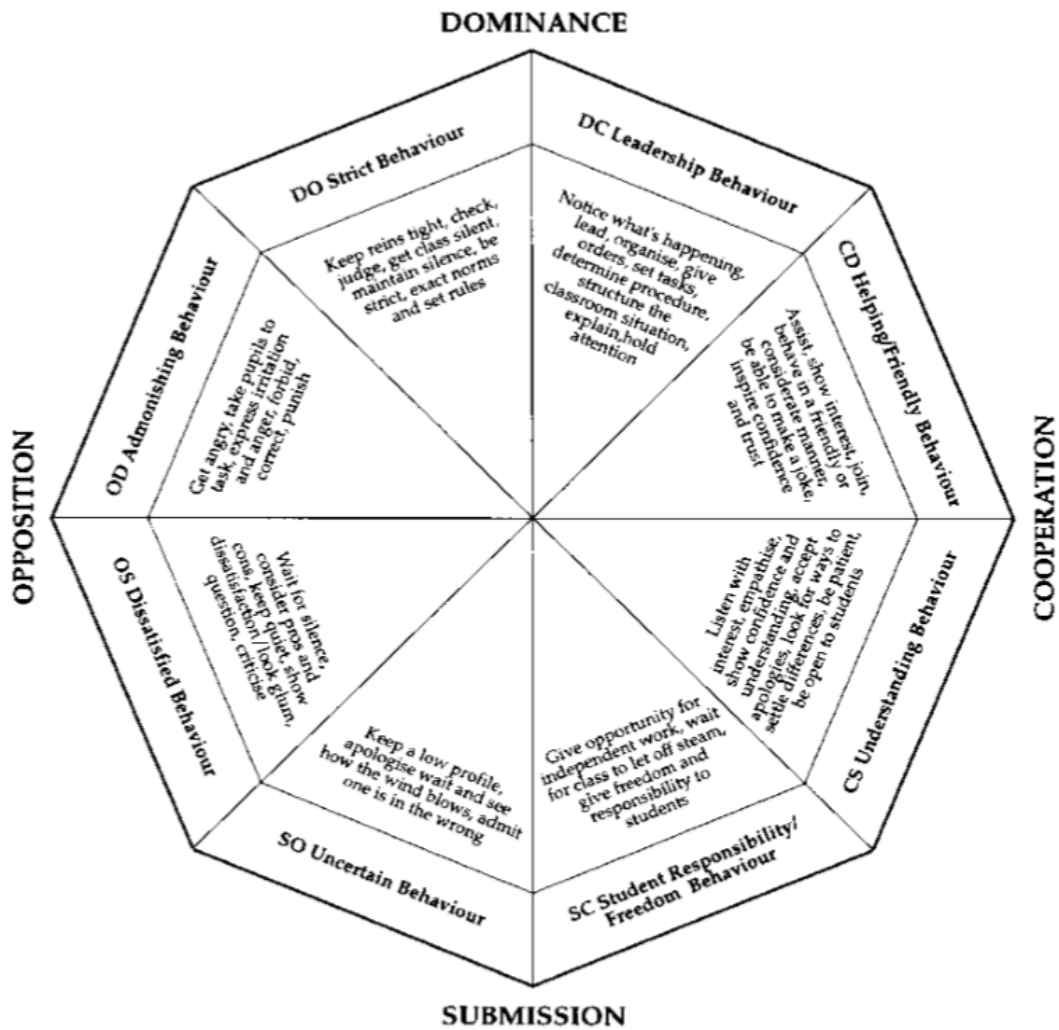 DOMINANCE
DC Leadership Behaviour
Notice what's happening,
lead, organise, give
orders, set tasks,
determine procedure,
structure the
classroom situation,
explain,hold
attention
CD Helping/Friendly Behaviour
Assist, show interest, join,
behave in a friendly or
considerate manner,
be able to make a joke,
inspire confidence
and trust
COOPERATION
CS Understanding Behaviour
Listen with
interest, empathise,
show confidence and
understanding, accept
apologies, look for ways to
settle differences, be patient,
be open to students
SC Student Responsibility/
Freedom Behaviour
Give opportunity for
independent work, wait
for class to let off steam,
give freedom and
responsibility to
students
SUBMISSION
SO Uncertain Behaviour
Keep a low profile,
apologise wait and see
how the wind blows, admit
one is in the wrong
OS Dissatisfied Behaviour
Wait for silence,
consider pros and
cons, keep quiet, show
dissatisfaction/look glum,
question, criticise
OPPOSITION
OD Admonishing Behaviour
Get angry, take pupils to
task, express irritation
and anger, forbid,
correct, punish
DO Strict Behaviour
Keep reins tight, check,
judge, get class silent,
maintain silence, be
strict, exact norms
and set rules